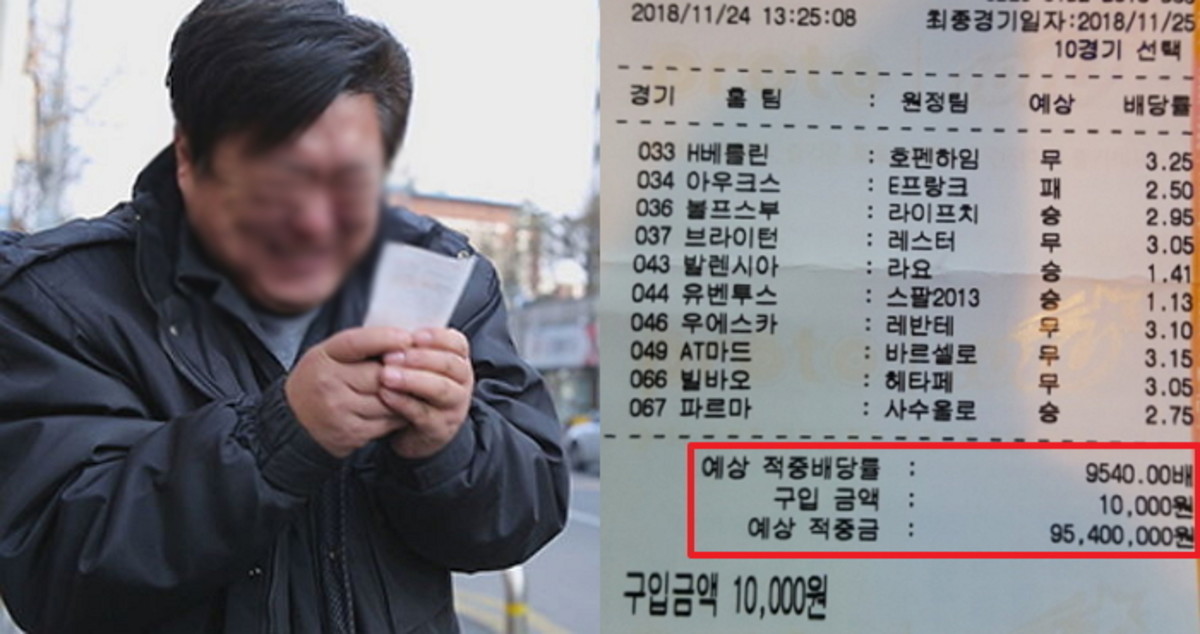 2018/11/24 13:25:08 최종경기일자:2018/11/25
10경기 선택
경기 홈 팀 : 원정팀 예상 배당률
033 H베를린 : 호펜하임 무 3.25
034 아우크스 : E프랑크 패 2.50
036 볼프스부 : 라이프치 승 2.95
037 브라이턴 : 레스터 무 3.05
043 발렌시아 : 라요 승 1.41
044 유벤투스 : 스팔2013 승 1.13
046 우에스카 : 레반테 무 3.10
049 AT마드 : 바르셀로 무 3.15
066 빌바오 : 헤타페 무 3.05
067 파르마 : 사수올로 승 2.75
예상 적중배당률 : 9540.00배
구입 금액 : 10,000원
예상 적중금 : 95,400,000원
구입금액 10,000원